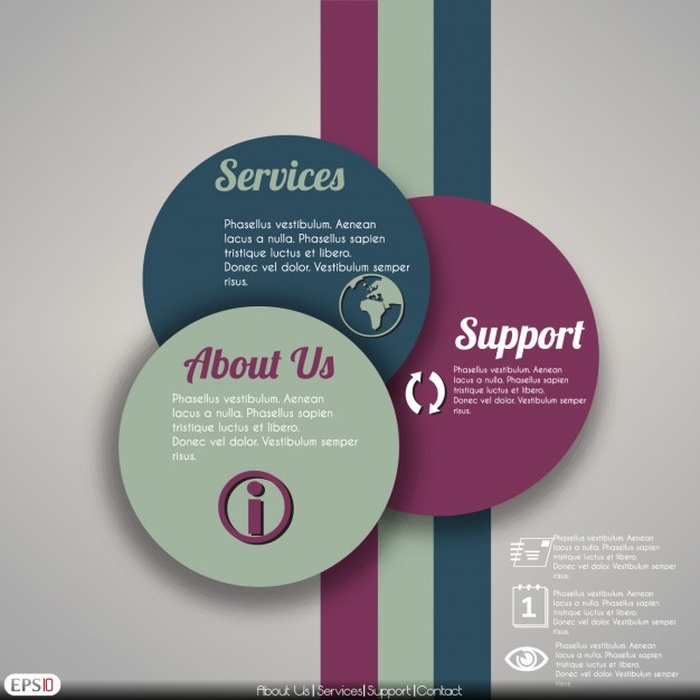 Services
Phasellus vestibulum. Aenean
lacus a nulla. Phasellus sapien
tristique luctus et libero.
Donec vel dolor. Vestibulum semper
risus.
Support
Phasellus vestibulum. Aenean
lacus a nulla. Phasellus sapien
tristique luctus et libero.
Donec vel dolor. Vestibulum semper
risus.
About Us
Phasellus vestibulum. Aenean
lacus a nulla. Phasellus sapien
tristique luctus et libero.
Donec vel dolor. Vestibulum semper
risus.
Phasellus vestibulum. Aenean
lacus a nulla. Phasellus sapien
tristique luctus et libero.
Donec vel dolor. Vestibulum semper
risus.
1
Phasellus vestibulum. Aenean
lacus a nulla. Phasellus sapien
tristique luctus et libero.
Donec vel dolor. Vestibulum semper
risus.
Phasellus vestibulum. Aenean
lacus a nulla. Phasellus sapien
tristique luctus et libero.
Donec vel dolor. Vestibulum semper
risus.
EPS10
About Us|Services|Support|Contact